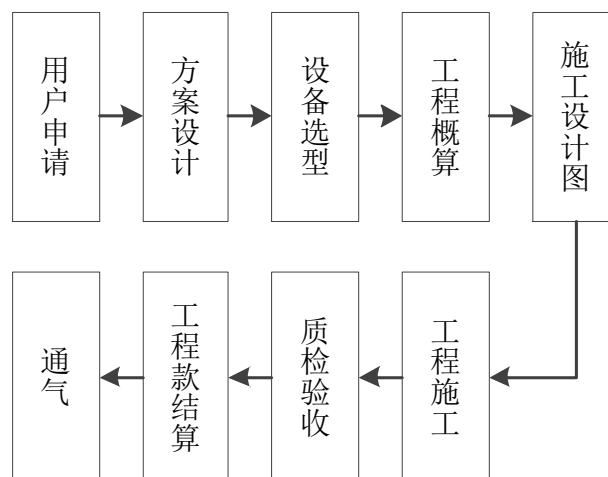 用户申请
方案设计
设备选型
工程概算
施工设计图
工程施工
质检验收
工程款结算
通气